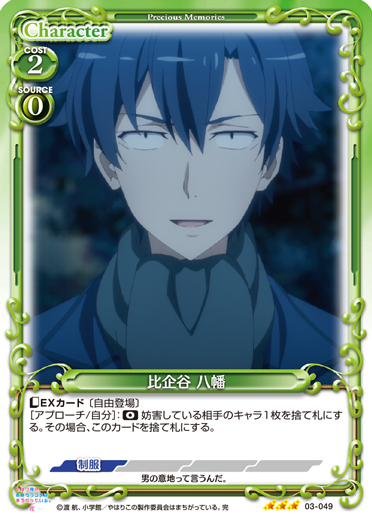 Precious Memories
Character
COST
2
SOURCE
0
比企谷 八幡
EXカード〔自由登場〕
[アプローチ/自分]：0 妨害している相手のキャラ1枚を捨て札にす
る。その場合、このカードを捨て札にする。
制服
男の意地って言うんだ。
©渡 航、小学館／やはりこの製作委員会はまちがっている。完
★★★ 03-049